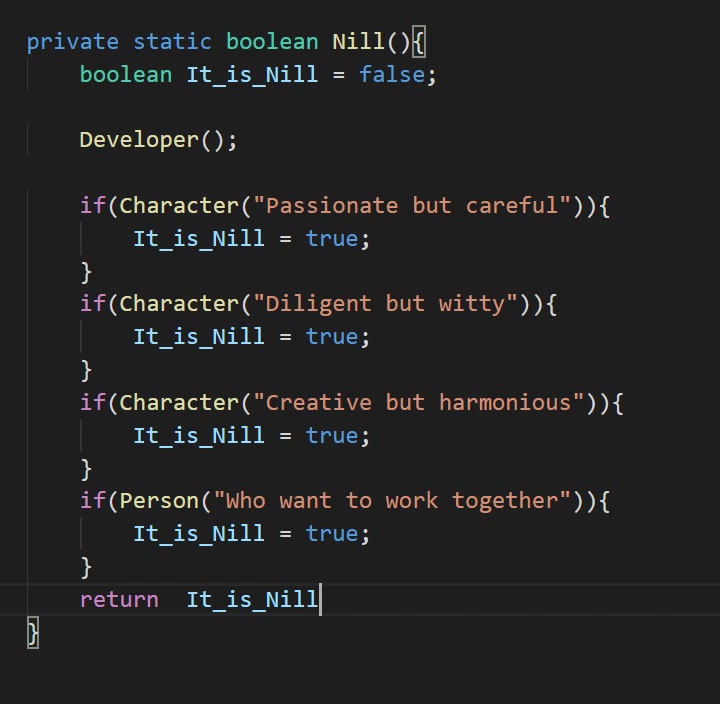 private static boolean Nill(){
    boolean It_is_Nill = false;
    Developer();
    if(Character("Passionate but careful")){
        It_is_Nill = true;
    }
    if(Character("Diligent but witty")){
        It_is_Nill = true;
    }
    if(Character("Creative but harmonious")){
        It_is_Nill = true;
    }
    if(Person("Who want to work together")){
        It_is_Nill = true;
    }
    return  It_is_Nill
}